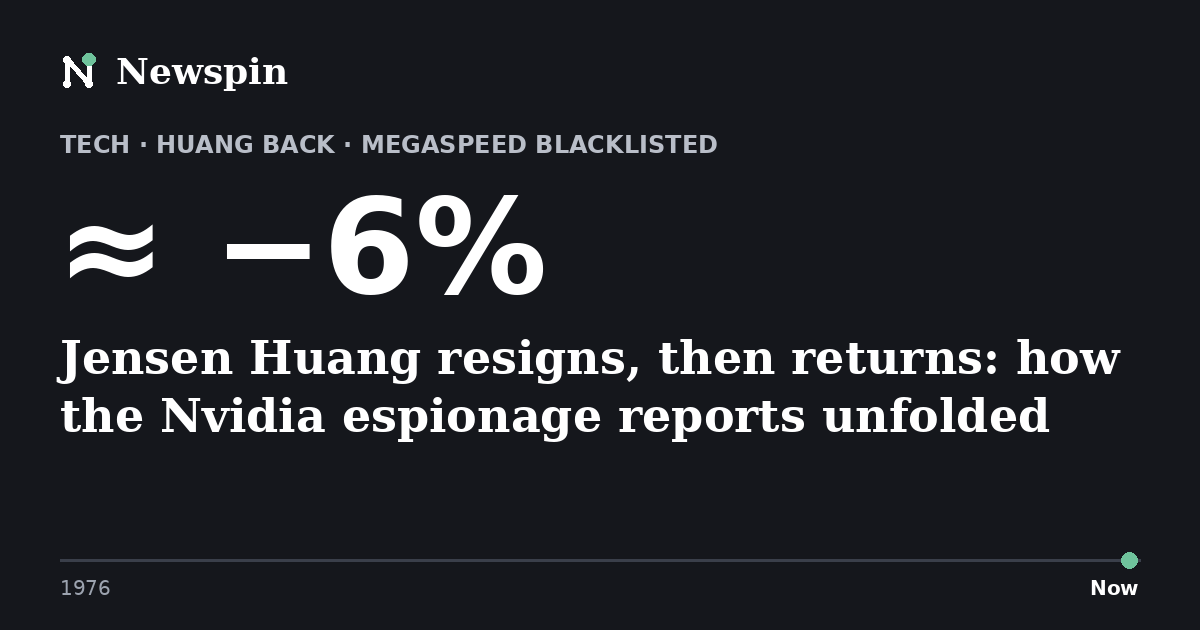 Newspin
TECH · HUANG BACK · MEGASPEED BLACKLISTED
≈ −6%
Jensen Huang resigns, then returns: how
the Nvidia espionage reports unfolded
1976
Now